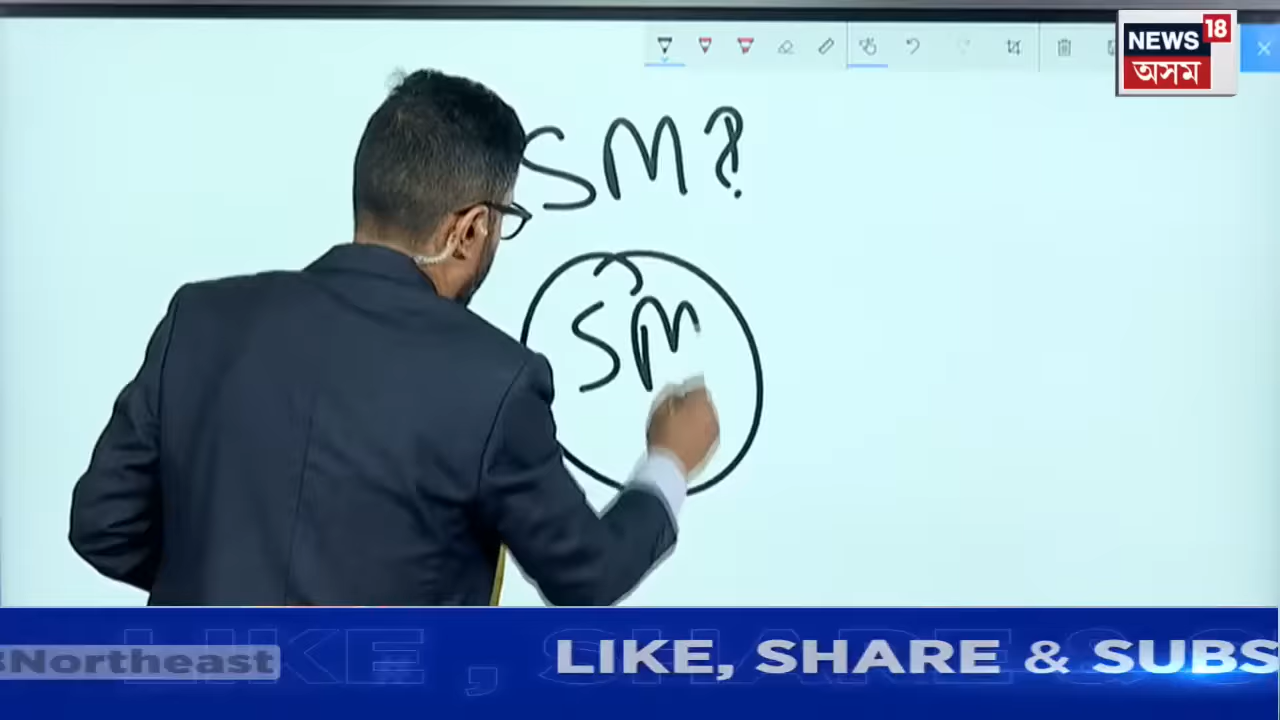 NEWS 18
অসম
SM?
SM
Northeast
LIKE, SHARE & SUBS